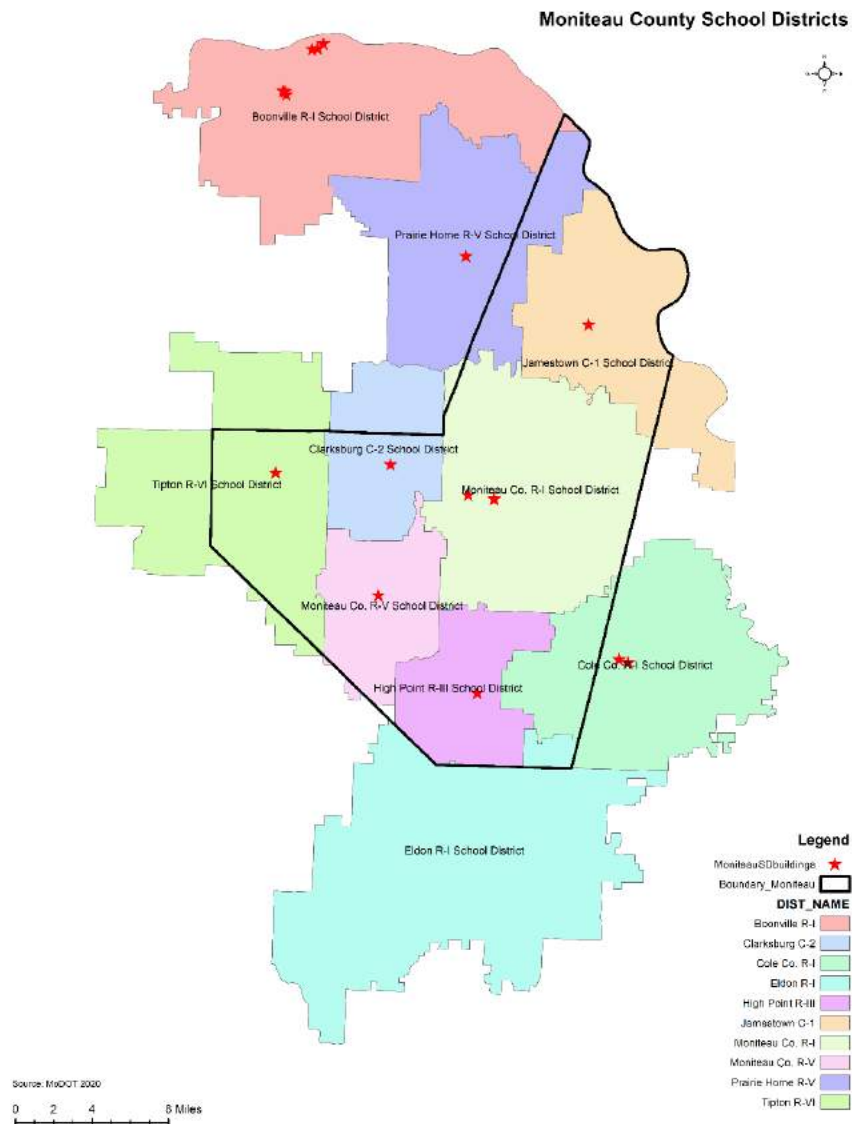 Moniteau County School Districts
Boonville R-I School District
Prairie Home R-V School District
Jamestown C-1 School District
Clarksburg C-2 School District
Tipton R-VI School District
Moniteau Co. R-I School District
Moniteau Co. R-V School District
Cole Co. R-I School District
High Point R-III School District
Eldon R-I School District
Legend
MoniteauSDbuildings
Boundary_Moniteau
DIST_NAME
Boonville R-I
Clarksburg C-2
Cole Co. R-I
Eldon R-I
High Point R-III
Jamestown C-1
Moniteau Co. R-I
Moniteau Co. R-V
Prairie Home R-V
Tipton R-VI
Source: MoDOT 2020
0 2 4 8 Miles